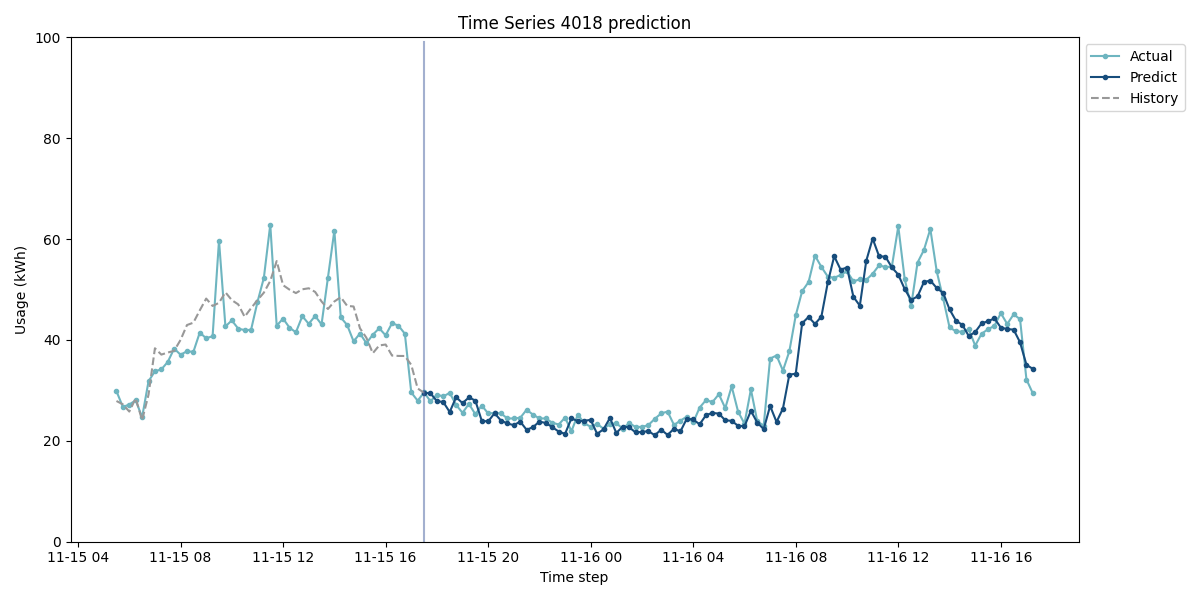 Time Series 4018 prediction
Usage (kWh)
100
80
60
40
20
0
11-15 04
11-15 08
11-15 12
11-15 16
11-15 20
11-16 00
11-16 04
11-16 08
11-16 12
11-16 16
Time step
Actual
Predict
History